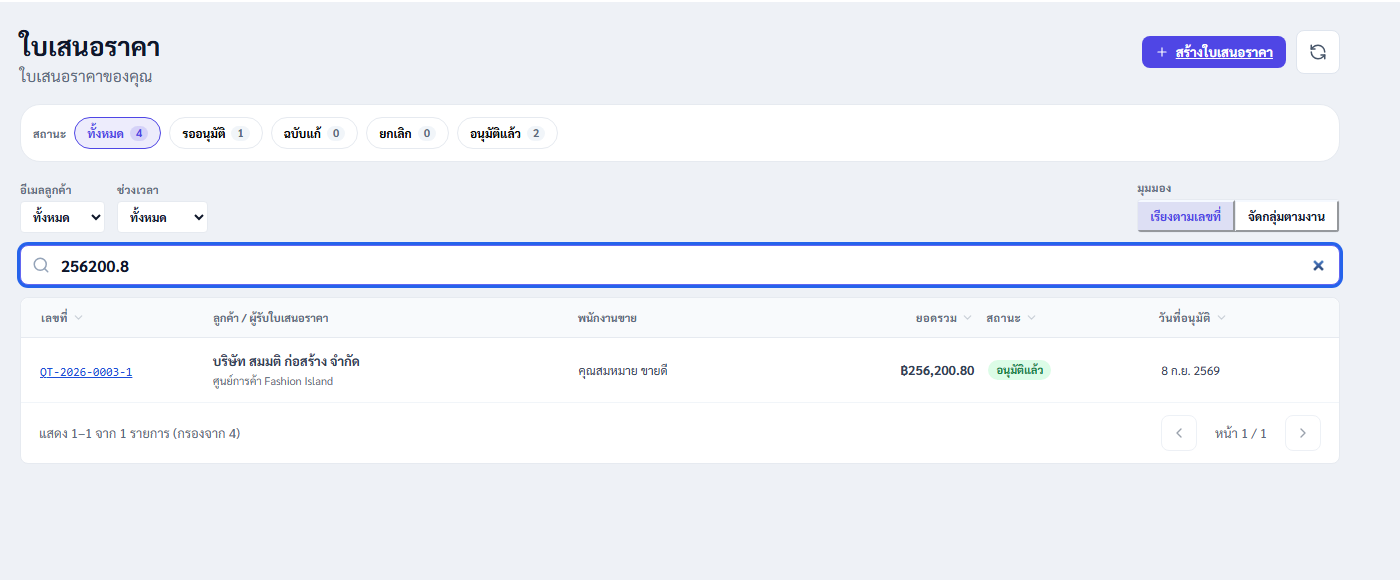 ใบเสนอราคา
ใบเสนอราคาของคุณ
+ สร้างใบเสนอราคา
สถานะ ทั้งหมด 4 รออนุมัติ 1 ฉบับแก้ 0 ยกเลิก 0 อนุมัติแล้ว 2
อีเมลลูกค้า ช่วงเวลา มุมมอง
ทั้งหมด ทั้งหมด เรียงตามเลขที่ จัดกลุ่มตามงาน
256200.8
เลขที่ ลูกค้า / ผู้รับใบเสนอราคา พนักงานขาย ยอดรวม สถานะ วันที่อนุมัติ
QT-2026-0003-1 บริษัท สมมติ ก่อสร้าง จำกัด คุณสมหมาย ขายดี ฿256,200.80 อนุมัติแล้ว 8 ก.ย. 2569
ศูนย์การค้า Fashion Island
แสดง 1–1 จาก 1 รายการ (กรองจาก 4) หน้า 1 / 1